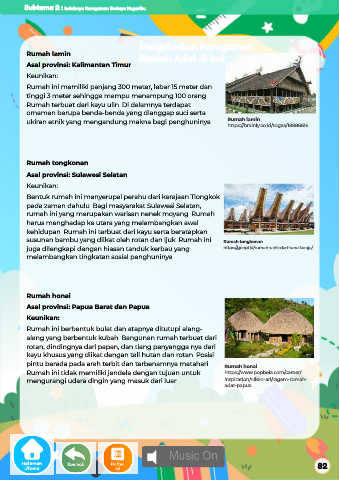 Subtema 2 : Indahnya Keragaman Budaya Negeriku
Rumah lamin
Asal provinsi: Kalimantan Timur
Keunikan:
Rumah ini memiliki panjang 300 meter, lebar 15 meter dan
tinggi 3 meter sehingga mampu menampung 100 orang
Rumah terbuat dari kayu ulin Di dalamnya terdapat
ornamen berupa benda-benda yang dianggap suci serta
ukiran etnik yang mengandung makna bagi penghuninya
Rumah lamin
Rumah tongkonan
Asal provinsi: Sulawesi Selatan
Keunikan:
Bentuk rumah ini menyerupai perahu dari kerajaan Tiongkok
pada zaman dahulu Bagi masyarakat Sulawesi Selatan,
rumah ini yang merupakan warisan nenek moyang Rumah
harus menghadap ke utara yang melambangkan awal
kehidupan Rumah ini terbuat dari kayu serta beratapkan
susunan bambu yang diikat oleh rotan dan ijuk Rumah ini
juga dilengkapi dengan hiasan tanduk kerbau yang
melambangkan tingkatan sosial penghuninya
Rumah tongkonan
Rumah honai
Asal provinsi: Papua Barat dan Papua
Keunikan:
Rumah ini berbentuk bulat dan atapnya ditutupi alang-
alang yang berbentuk kubah Bangunan rumah terbuat dari
rotan, dindingnya dari papan, dan tiang penyangga nya dari
kayu khusus yang diikat dengan tali hutan dan rotan Posisi
pintu berada pada arah terbit dan terbenamnya matahari
Rumah ini tidak memiliki jendela dengan tujuan untuk
mengurangi udara dingin yang masuk dari luar
Rumah honai
https://www.popbela.com/career/
inspiration/niken-ari/ragam-rumah-
adat-papua
Halaman
Utama
Kembali
Daftar
isi
Music On
82